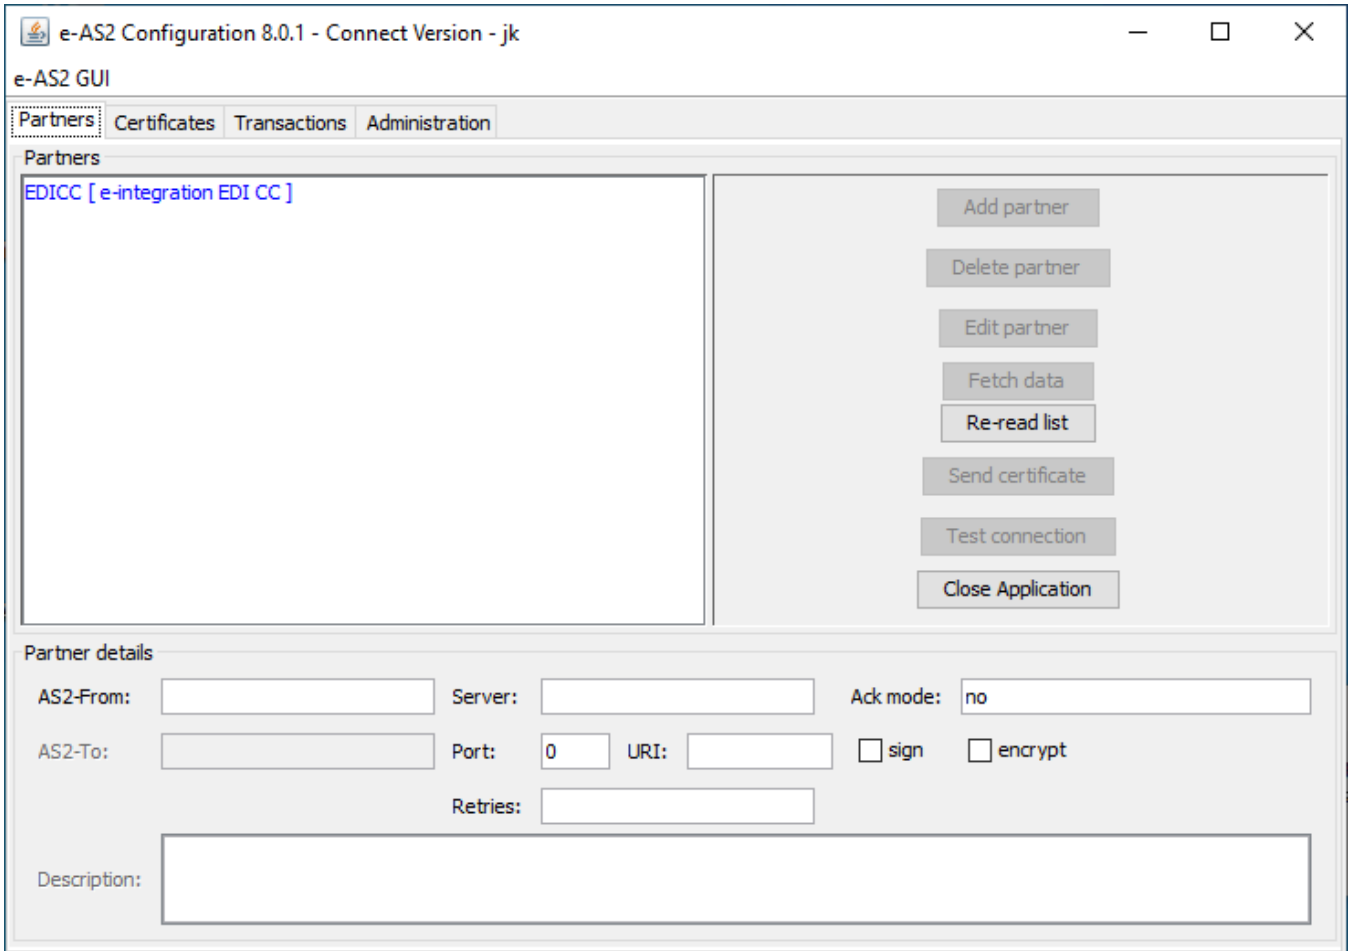 e-AS2 Configuration 8.0.1 - Connect Version - jk
e-AS2 GUI
Partners Certificates Transactions Administration
Partners
EDICC [ e-integration EDI CC ]
Add partner
Delete partner
Edit partner
Fetch data
Re-read list
Send certificate
Test connection
Close Application
Partner details
AS2-From: Server: Ack mode: no
AS2-To: Port: 0 URI: sign encrypt
Retries:
Description: